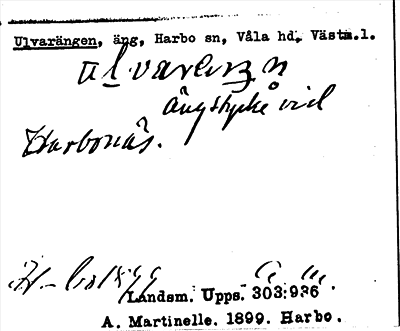 Ulvarängen, äng, Harbo sn, Våla hd, Västm.l.
ängstycke vid
Harbonäs.
Landsm. Upps. 303:936
A. Martinelle. 1899. Harbo.